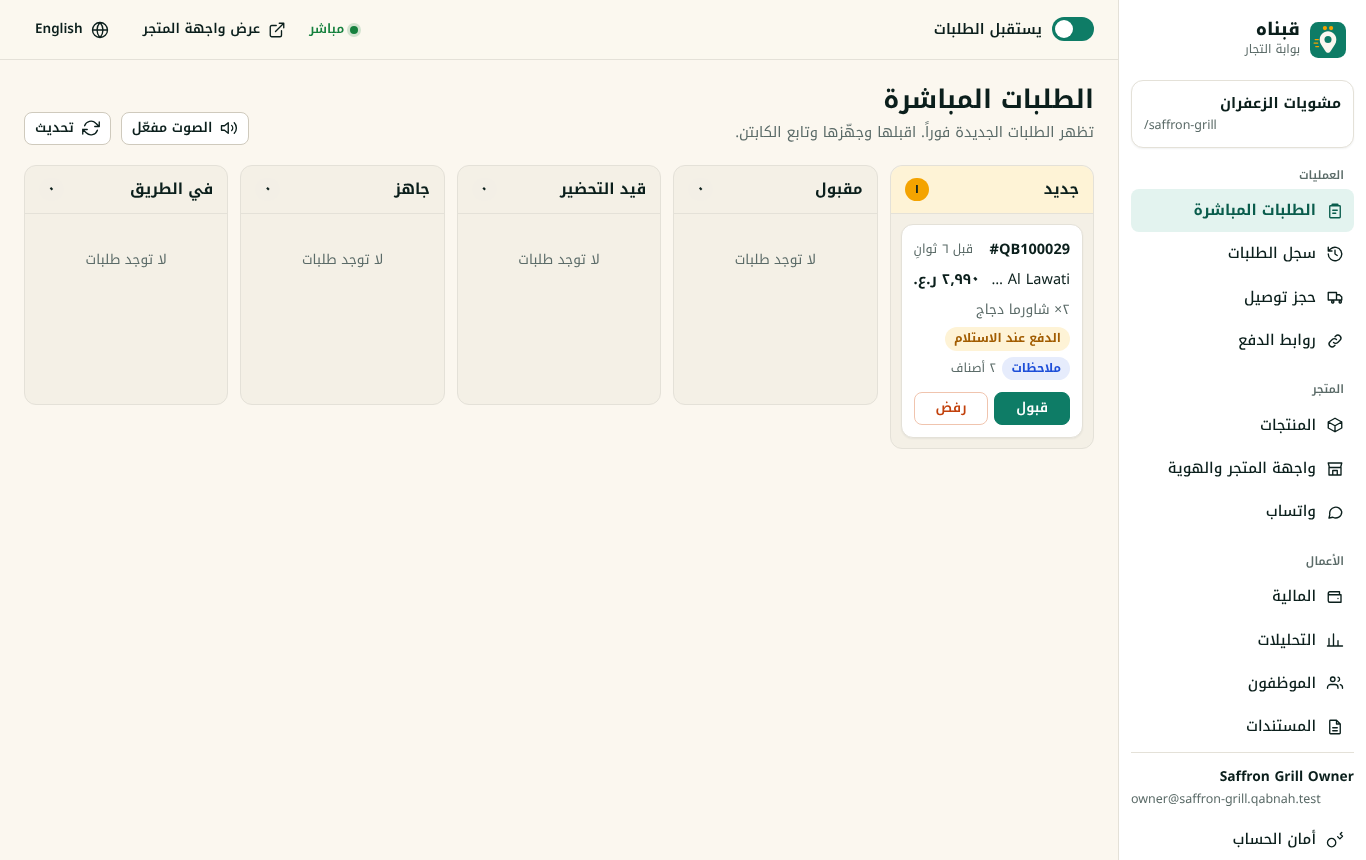 قبناه
بوابة التجار
مشويات الزعفران
/saffron-grill
العمليات
الطلبات المباشرة
سجل الطلبات
حجز توصيل
روابط الدفع
المتجر
المنتجات
واجهة المتجر والهوية
واتساب
الأعمال
المالية
التحليلات
الموظفون
المستندات
Saffron Grill Owner
owner@saffron-grill.qabnah.test
أمان الحساب
يستقبل الطلبات
مباشر
عرض واجهة المتجر
English
الطلبات المباشرة
تظهر الطلبات الجديدة فوراً. اقبلها وجهّزها وتابع الكابتن.
الصوت مفعّل
تحديث
جديد ١
#QB100029 قبل ٦ ثوانٍ
Al Lawati ... ٢٬٩٩٠ ر.ع.
٢× شاورما دجاج
الدفع عند الاستلام
ملاحظات ٢ أصناف
قبول رفض
مقبول ٠
لا توجد طلبات
قيد التحضير ٠
لا توجد طلبات
جاهز ٠
لا توجد طلبات
في الطريق ٠
لا توجد طلبات